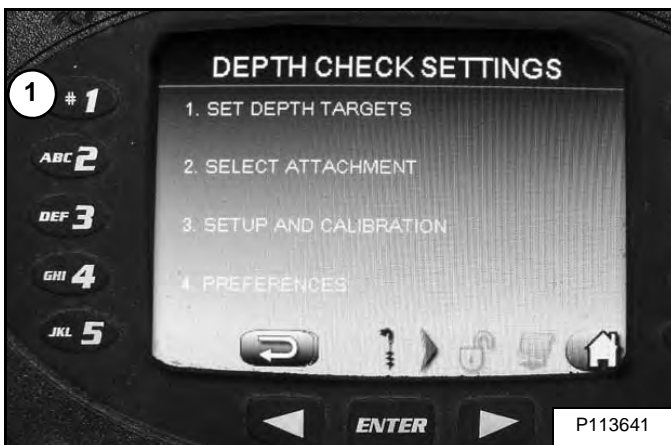 DEPTH CHECK SETTINGS
1
# 1
1. SET DEPTH TARGETS
ABC 2
2. SELECT ATTACHMENT
DEF 3
3. SETUP AND CALIBRATION
GHI 4
4. PREFERENCES
JKL 5
ENTER
P113641